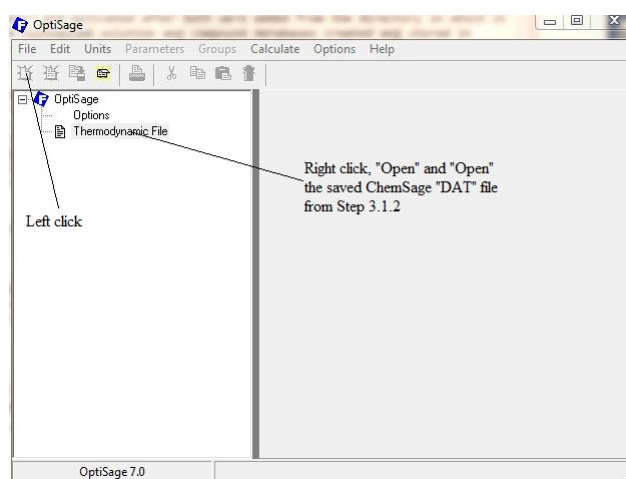 OptiSage
File Edit Units Parameters Groups Calculate Options Help
OptiSage
Options
Thermodynamic File
Right click, "Open" and "Open"
the saved ChemSage "DAT" file
from Step 3.1.2
Left click
OptiSage 7.0